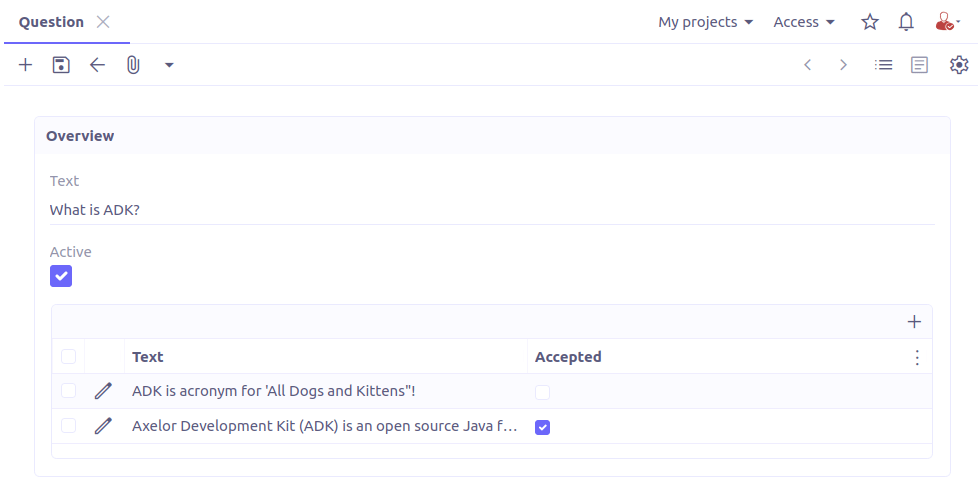 Question
My projects
Access
Overview
Text
What is ADK?
Active
Text
Accepted
ADK is acronym for 'All Dogs and Kittens"!
Axelor Development Kit (ADK) is an open source Java f...